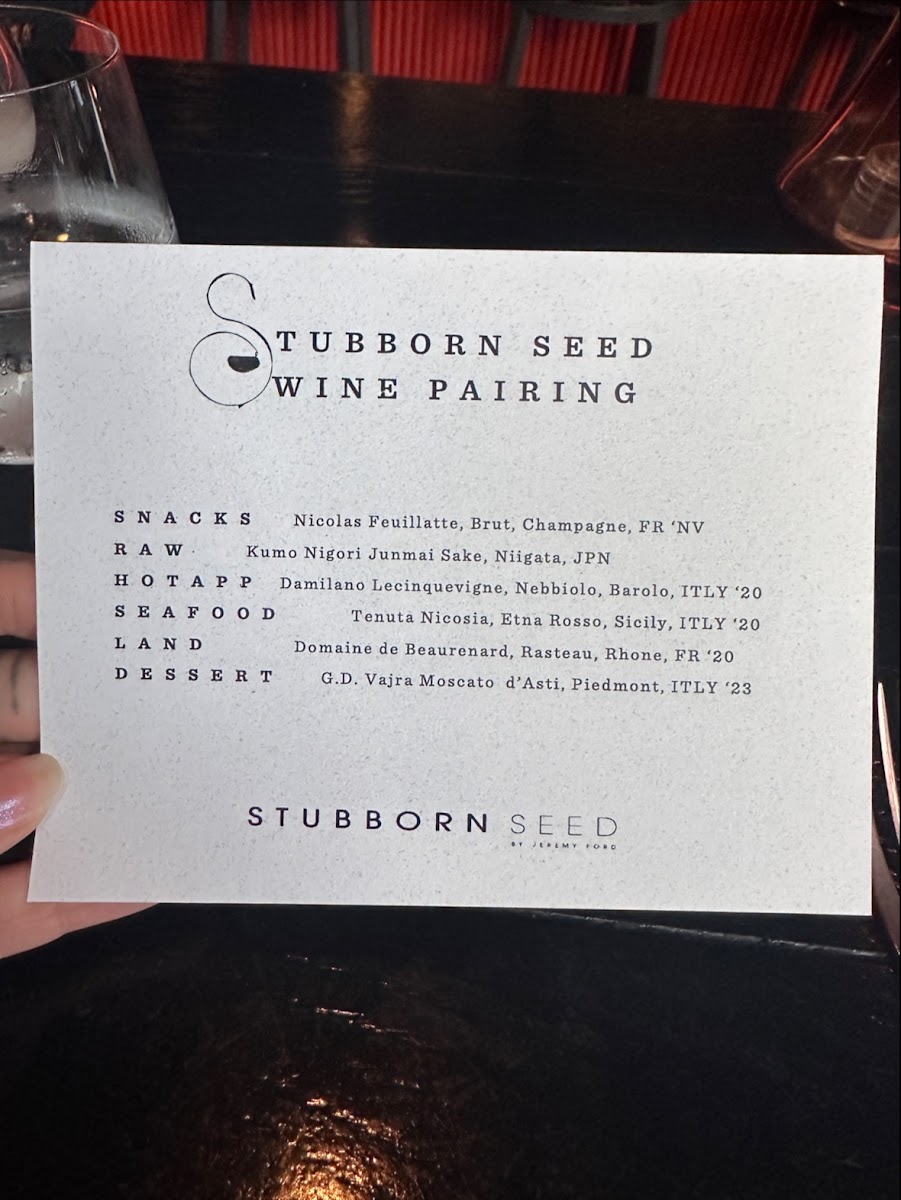 STUBBORN SEED
WINE PAIRING
SNACKS Nicolas Feuillatte, Brut, Champagne, FR ‘NV
RAW Kumo Nigori Junmai Sake, Niigata, JPN
HOTAPP Damilano Lecinquevigne, Nebbiolo, Barolo, ITLY ‘20
SEAFOOD Tenuta Nicosia, Etna Rosso, Sicily, ITLY ‘20
LAND Domaine de Beaurenard, Rasteau, Rhone, FR ‘20
DESSERT G.D. Vajra Moscato d’Asti, Piedmont, ITLY ‘23
STUBBORN SEED
BY JEREMY FORD